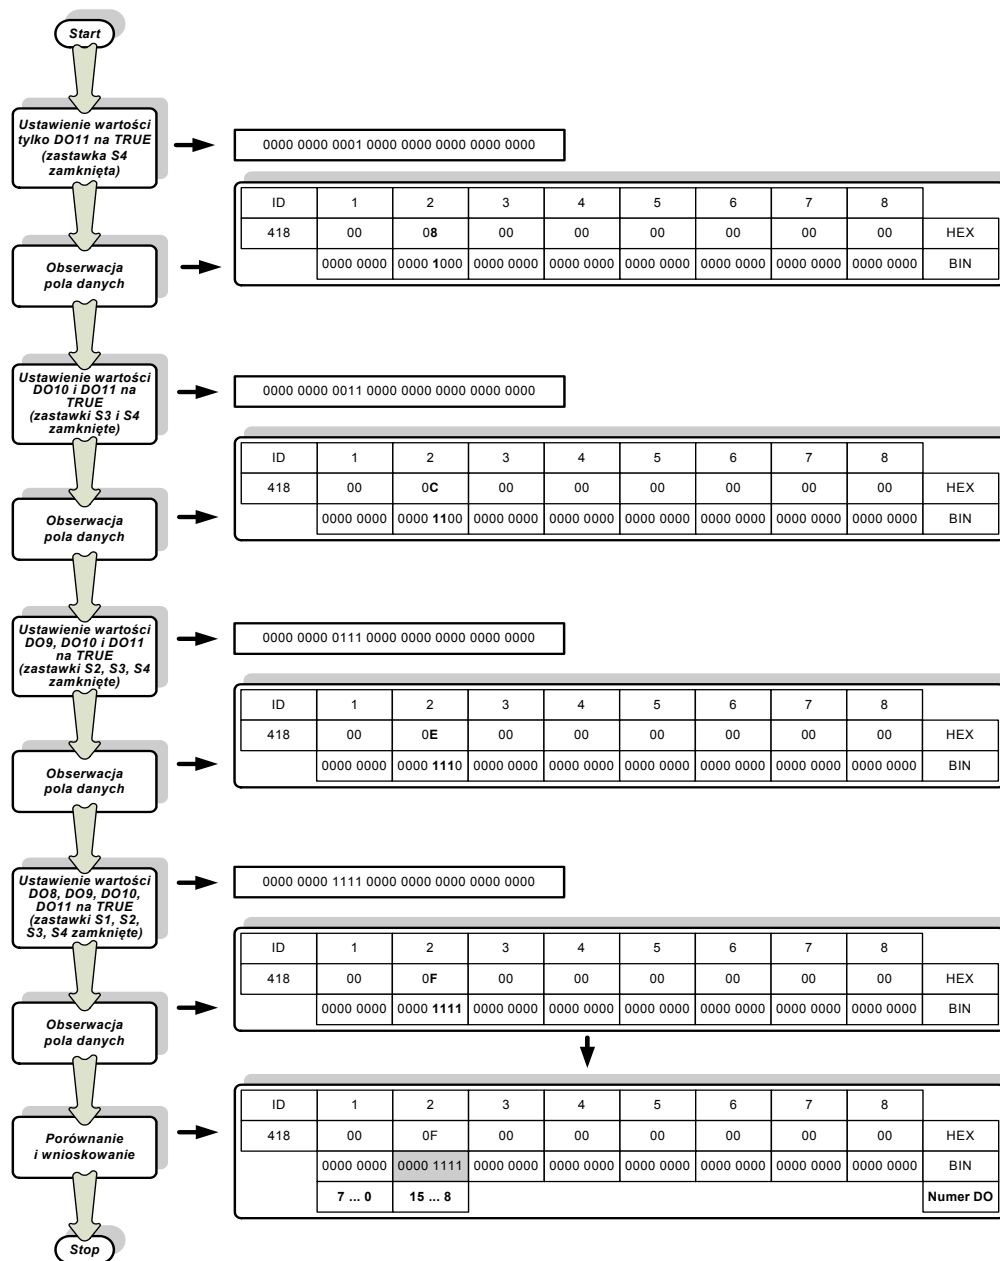 Start
Ustawienie wartości
tylko DO11 na TRUE
(zastawka S4
zamknięta)
0000 0000 0001 0000 0000 0000 0000 0000
ID 1 2 3 4 5 6 7 8
418 00 08 00 00 00 00 00 00 HEX
0000 0000 0000 1000 0000 0000 0000 0000 0000 0000 0000 0000 0000 0000 0000 0000 BIN
Obserwacja
pola danych
Ustawienie wartości
DO10 i DO11 na
TRUE
(zastawki S3 i S4
zamknięte)
0000 0000 0011 0000 0000 0000 0000 0000
ID 1 2 3 4 5 6 7 8
418 00 0C 00 00 00 00 00 00 HEX
0000 0000 0000 1100 0000 0000 0000 0000 0000 0000 0000 0000 0000 0000 0000 0000 BIN
Obserwacja
pola danych
Ustawienie wartości
DO9, DO10 i DO11
na TRUE
(zastawki S2, S3, S4
zamknięte)
0000 0000 0111 0000 0000 0000 0000 0000
ID 1 2 3 4 5 6 7 8
418 00 0E 00 00 00 00 00 00 HEX
0000 0000 0000 1110 0000 0000 0000 0000 0000 0000 0000 0000 0000 0000 0000 0000 BIN
Obserwacja
pola danych
Ustawienie wartości
DO8, DO9, DO10,
DO11 na TRUE
(zastawki S1, S2,
S3, S4 zamknięte)
0000 0000 1111 0000 0000 0000 0000 0000
ID 1 2 3 4 5 6 7 8
418 00 0F 00 00 00 00 00 00 HEX
0000 0000 0000 1111 0000 0000 0000 0000 0000 0000 0000 0000 0000 0000 0000 0000 BIN
Obserwacja
pola danych
Porównanie
i wnioskowanie
ID 1 2 3 4 5 6 7 8
418 00 0F 00 00 00 00 00 00 HEX
0000 0000 0000 1111 0000 0000 0000 0000 0000 0000 0000 0000 0000 0000 0000 0000 BIN
7 ... 0 15 ... 8 Numer DO
Stop